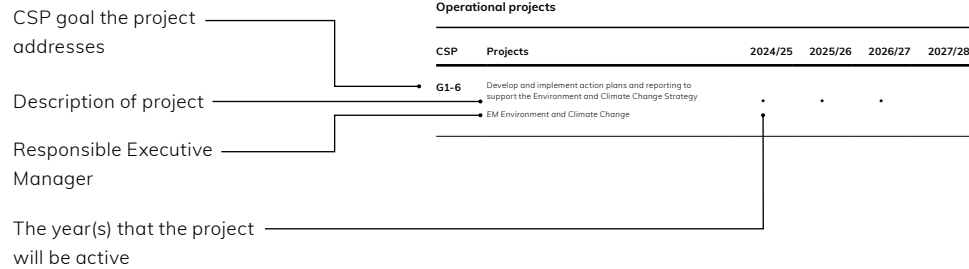 CSP goal the project
addresses
Description of project
Responsible Executive
Manager
The year(s) that the project
will be active
Operational projects
CSP Projects 2024/25 2025/26 2026/27 2027/28
G1-6 Develop and implement action plans and reporting to
support the Environment and Climate Change Strategy
EM Environment and Climate Change